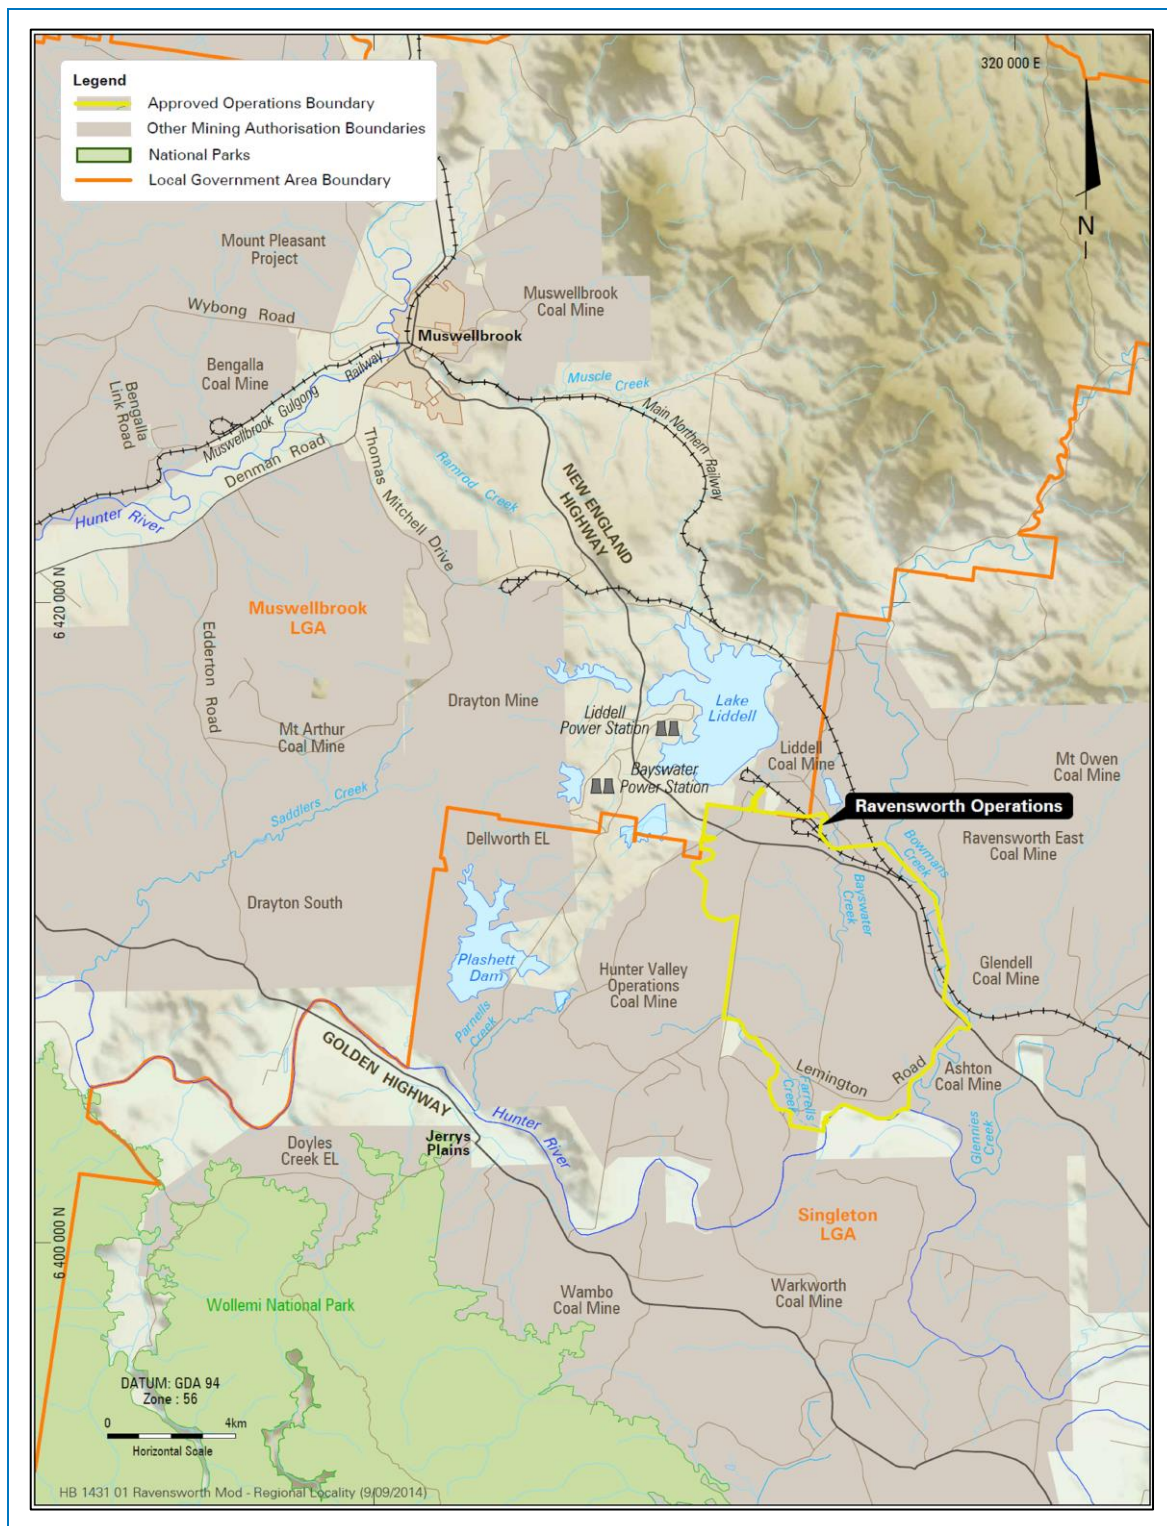 320 000 E
Legend
Approved Operations Boundary
Other Mining Authorisation Boundaries
National Parks
Local Government Area Boundary
N
Mount Pleasant
Project
Wybong Road
Muswellbrook
Coal Mine
Muswellbrook
Bengalla
Coal Mine
Bengalla
Link Road
Muswellbrook Gulgong Railway
Muscle
Creek
Main Northern Railway
Denman Road
Thomas Mitchell Drive
Ramrod Creek
NEW ENGLAND
HIGHWAY
Hunter River
6 420 000 N
Muswellbrook
LGA
Edderton Road
Drayton Mine
Mt Arthur
Coal Mine
Saddlers Creek
Liddell
Power Station
Lake
Liddell
Bayswater
Power Station
Liddell
Coal Mine
Mt Owen
Coal Mine
Ravensworth Operations
Dellworth EL
Bowmans
Creek
Ravensworth East
Coal Mine
Bayswater
Creek
Drayton South
Plashett
Dam
Hunter Valley
Operations
Coal Mine
Glendell
Coal Mine
Parnells
Creek
GOLDEN HIGHWAY
Lemington Road
Farrells
Creek
Ashton
Coal Mine
Glennies
Creek
Hunter River
Jerrys
Plains
Doyles
Creek EL
Singleton
LGA
6 400 000 N
Wambo
Coal Mine
Warkworth
Coal Mine
Wollemi National Park
DATUM: GDA 94
Zone : 56
0 4km
Horizontal Scale
HB 1431 01 Ravensworth Mod - Regional Locality (9/09/2014)